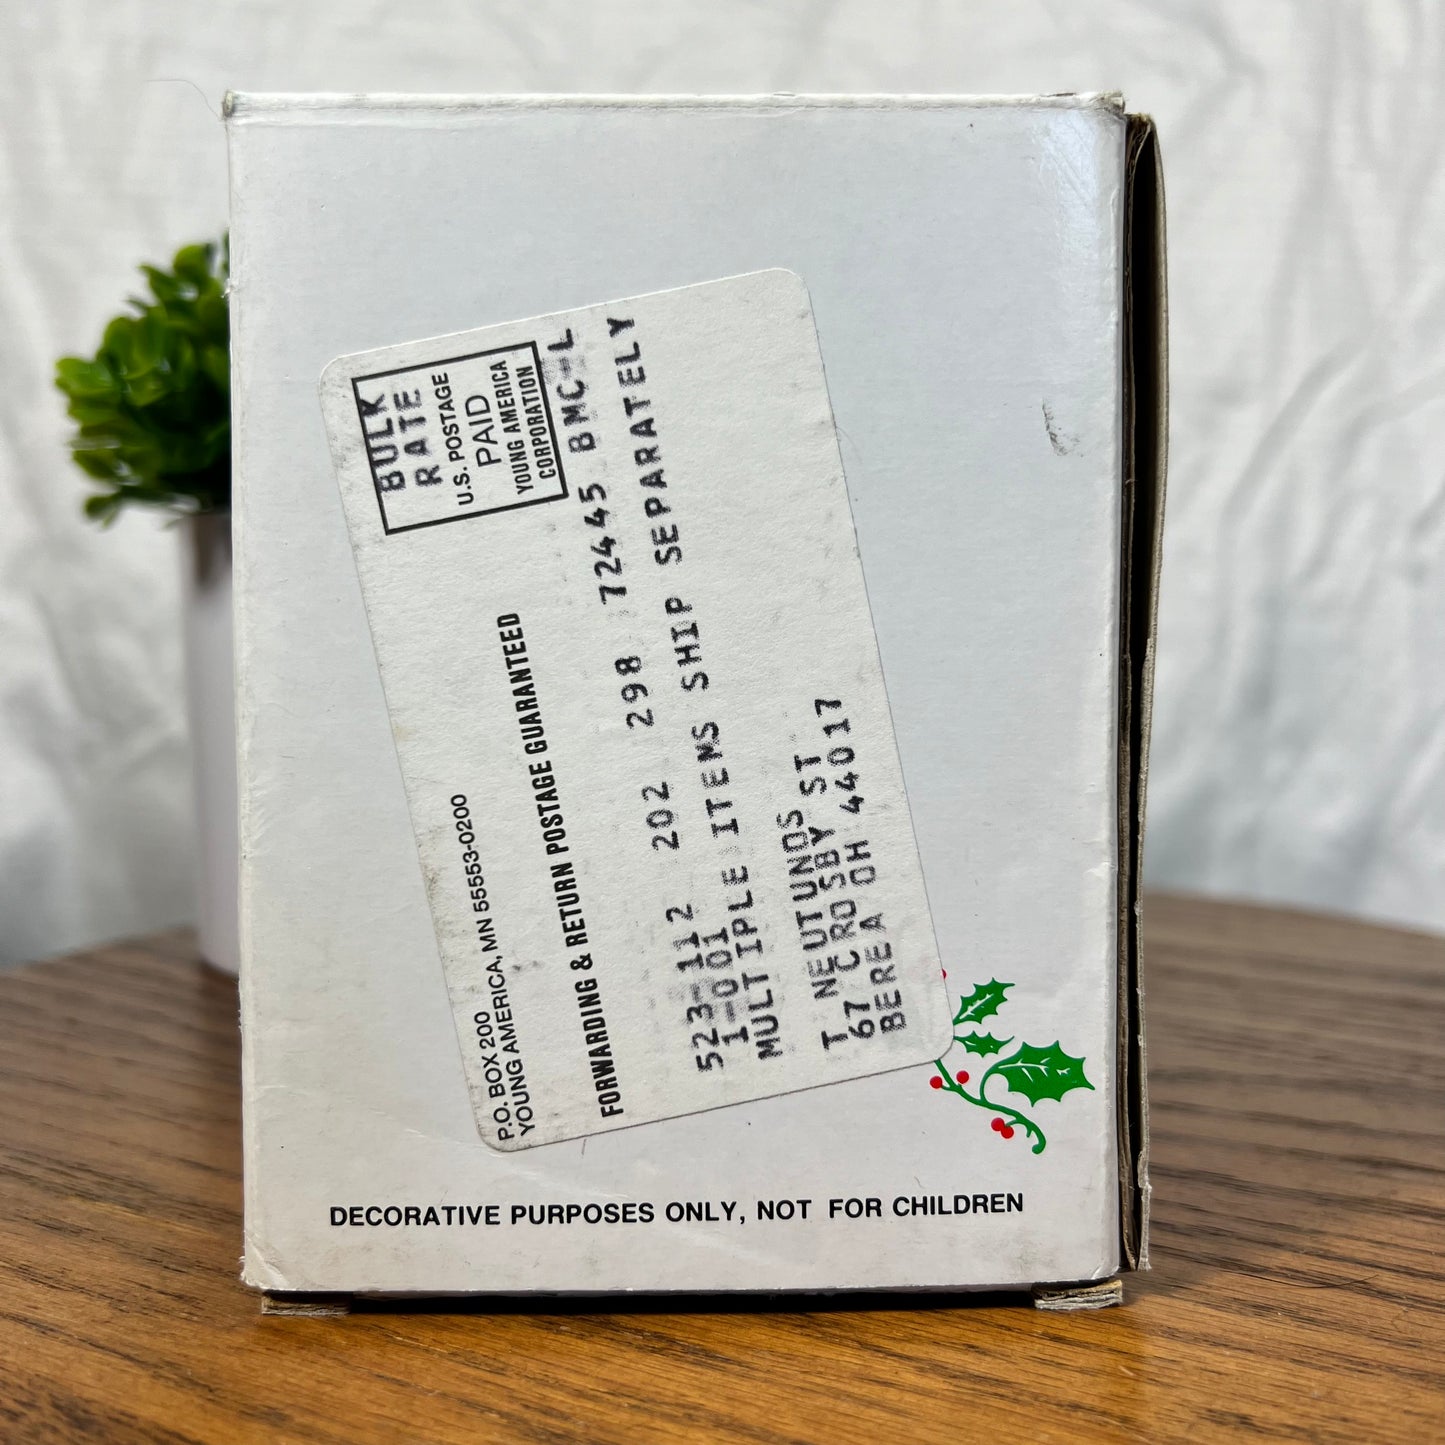 BULK
RATE
U.S. POSTAGE
PAID
YOUNG AMERICA
CORPORATION
P.O. BOX 200
YOUNG AMERICA, MN 55553-0200
FORWARDING & RETURN POSTAGE GUARANTEED
523-112 202 298 72445 BMC-L
1-001
MULTIPLE ITEMS SHIP SEPARATELY
T NEUTUNOS
67 CROSBY ST
BEREA OH 44017
DECORATIVE PURPOSES ONLY, NOT FOR CHILDREN